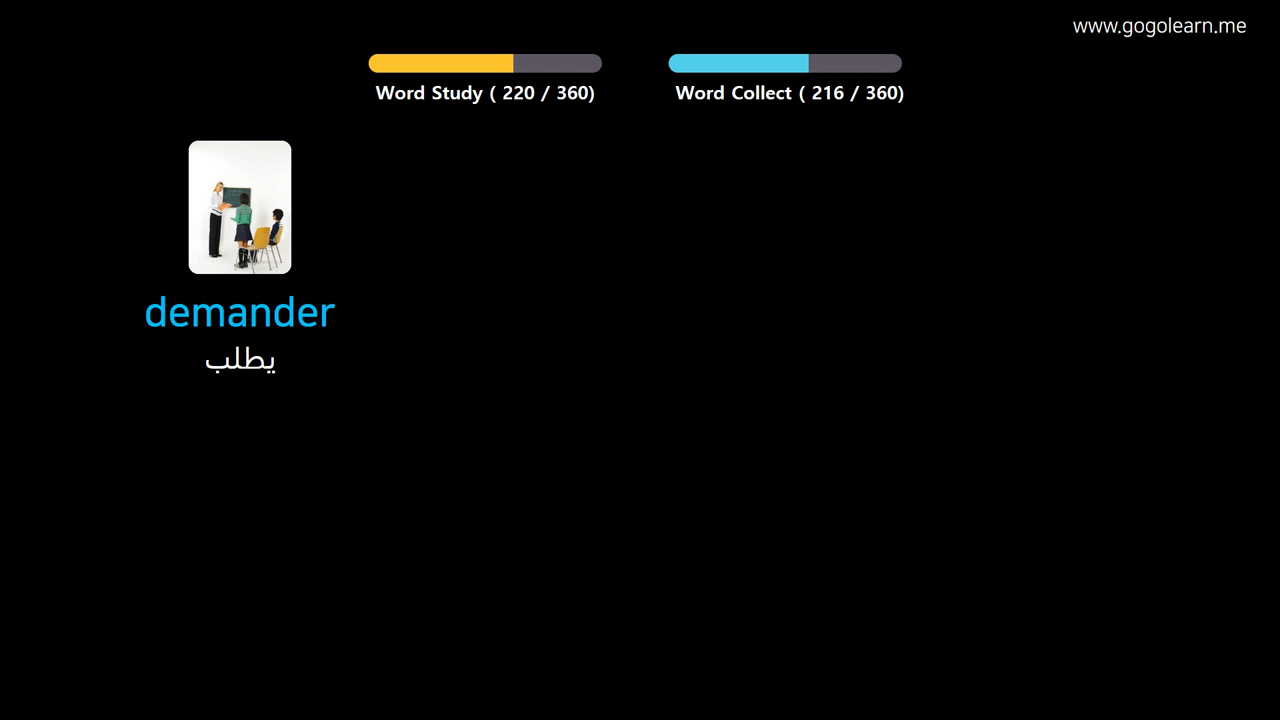 www.gogolearn.me
Word Study ( 220 / 360)
Word Collect ( 216 / 360)
demander
يطلب